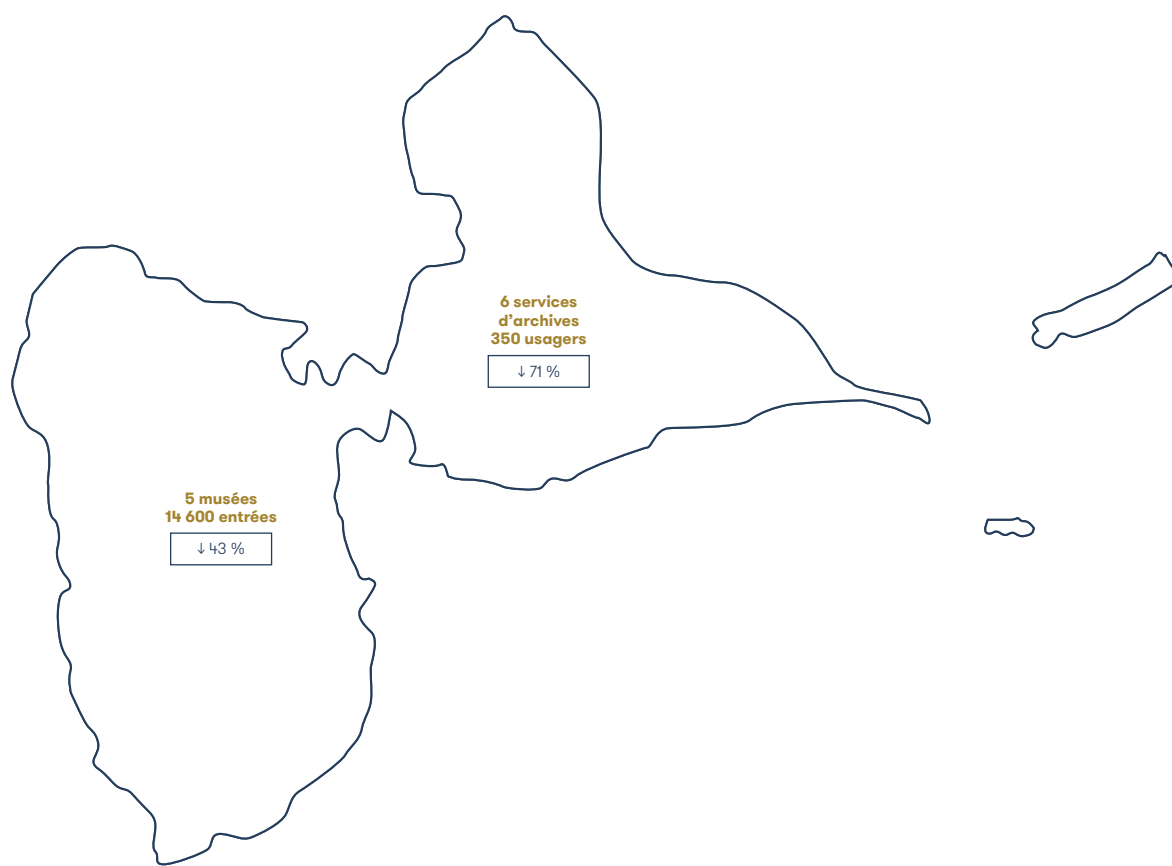 6 services
d'archives
350 usagers
↓ 71 %
5 musées
14 600 entrées
↓ 43 %